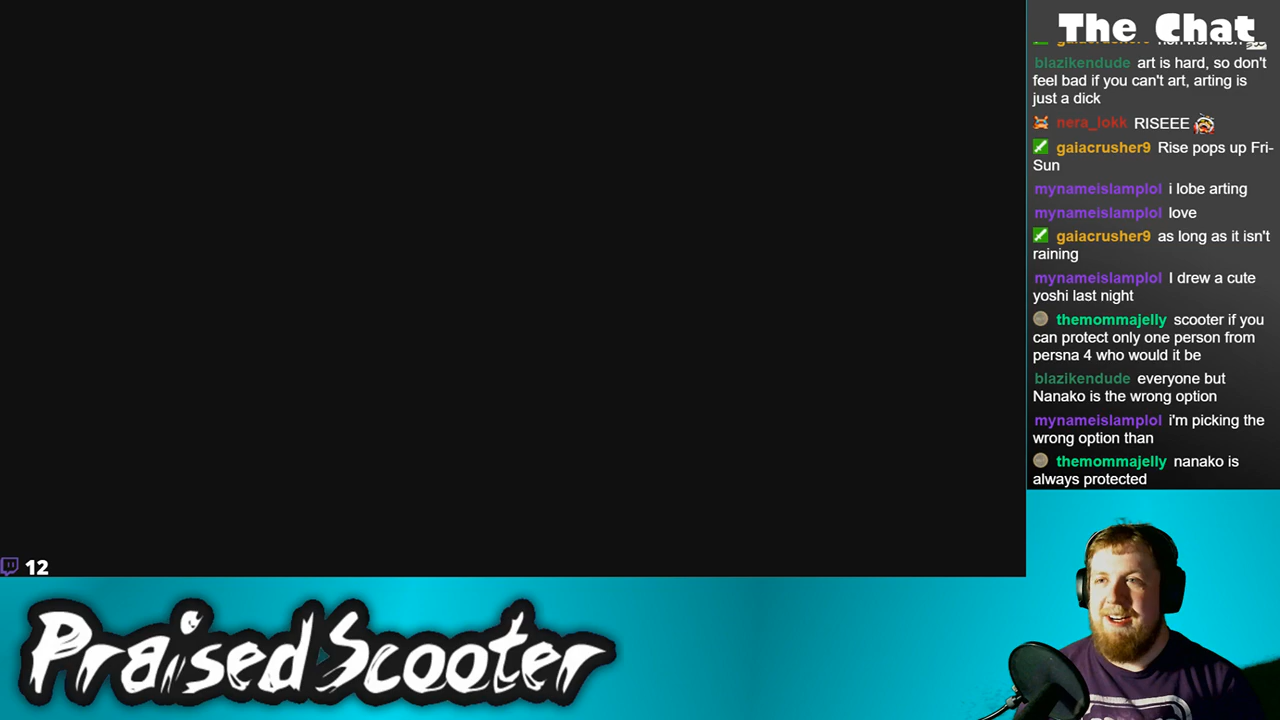 The Chat
blazikendude art is hard, so don't
feel bad if you can't art, arting is
just a dick
nera_lokk RISEEE
gaiacrusher9 Rise pops up Fri-
Sun
mynameislamplol i lobe arting
mynameislamplol love
gaiacrusher9 as long as it isn't
raining
mynameislamplol I drew a cute
yoshi last night
themommajelly scooter if you
can protect only one person from
persna 4 who would it be
blazikendude everyone but
Nanako is the wrong option
mynameislamplol i'm picking the
wrong option than
themommajelly nanako is
always protected
12
PraisedScooter